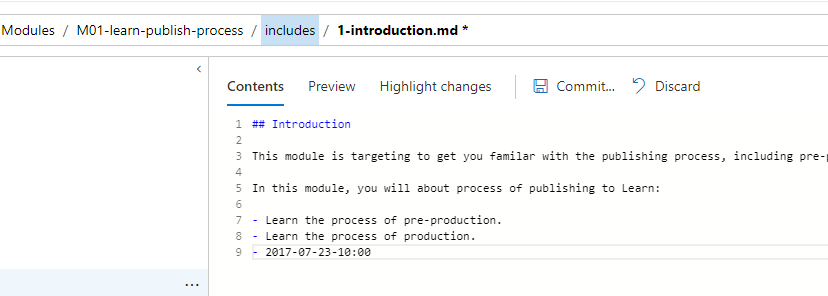 Modules / M01-learn-publish-process / includes / 1-introduction.md *
Contents Preview Highlight changes Commit... Discard
1 ## Introduction
2
3 This module is targeting to get you familar with the publishing process, including pre-
4
5 In this module, you will about process of publishing to Learn:
6
7 - Learn the process of pre-production.
8 - Learn the process of production.
9 - 2017-07-23-10:00
...